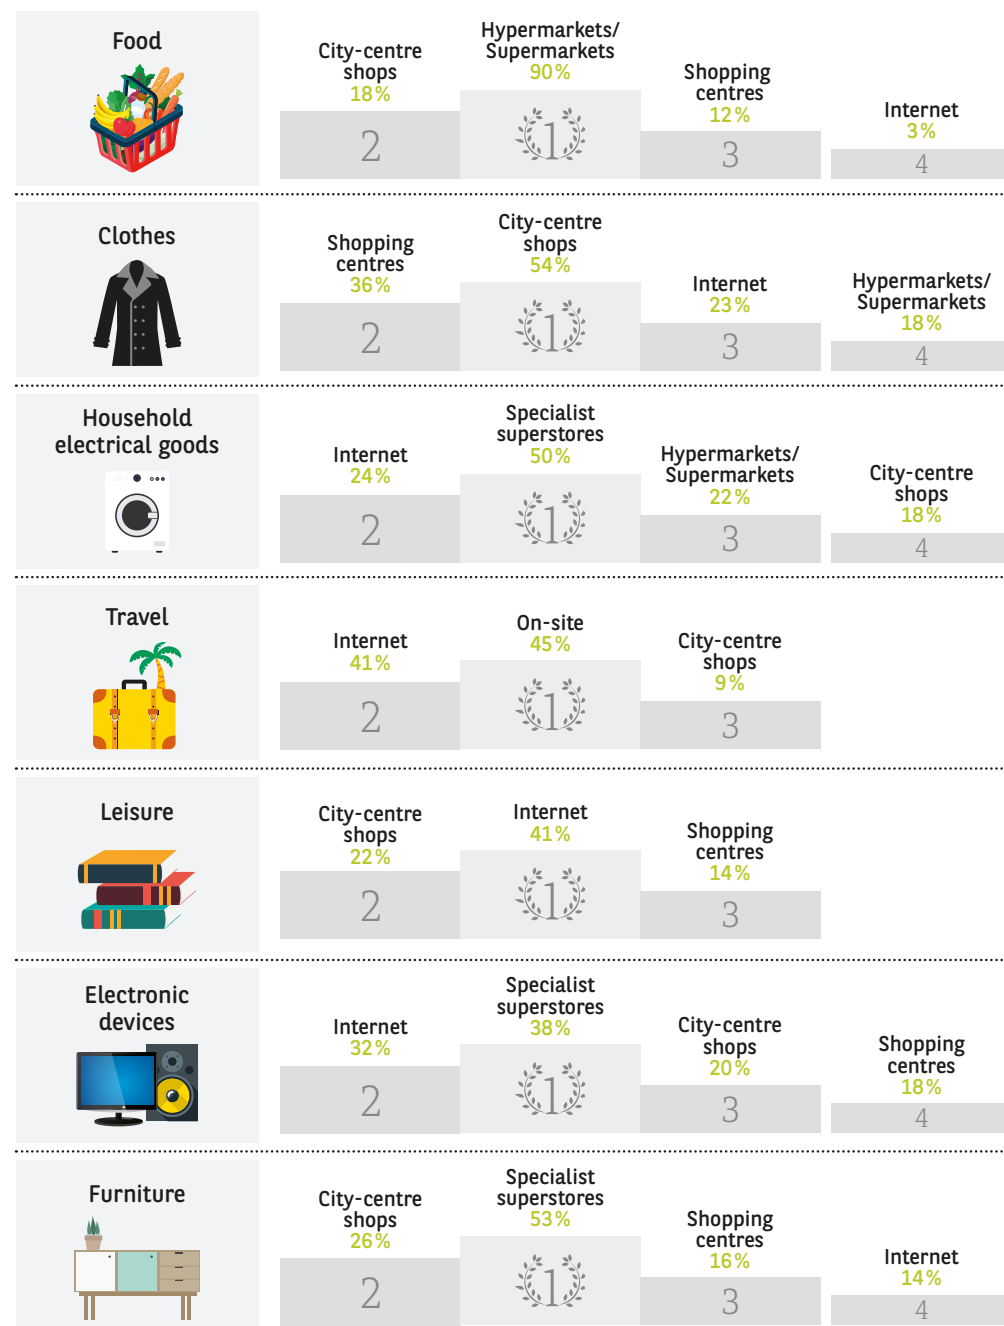 Food
City-centre
shops
18%
2
Hypermarkets/
Supermarkets
90%
1
Shopping
centres
12%
3
Internet
3%
4
Clothes
Shopping
centres
36%
2
City-centre
shops
54%
1
Internet
23%
3
Hypermarkets/
Supermarkets
18%
4
Household
electrical goods
Internet
24%
2
Specialist
superstores
50%
1
Hypermarkets/
Supermarkets
22%
3
City-centre
shops
18%
4
Travel
Internet
41%
2
On-site
45%
1
City-centre
shops
9%
3
Leisure
City-centre
shops
22%
2
Internet
41%
1
Shopping
centres
14%
3
Electronic
devices
Internet
32%
2
Specialist
superstores
38%
1
City-centre
shops
20%
3
Shopping
centres
18%
4
Furniture
City-centre
shops
26%
2
Specialist
superstores
53%
1
Shopping
centres
16%
3
Internet
14%
4